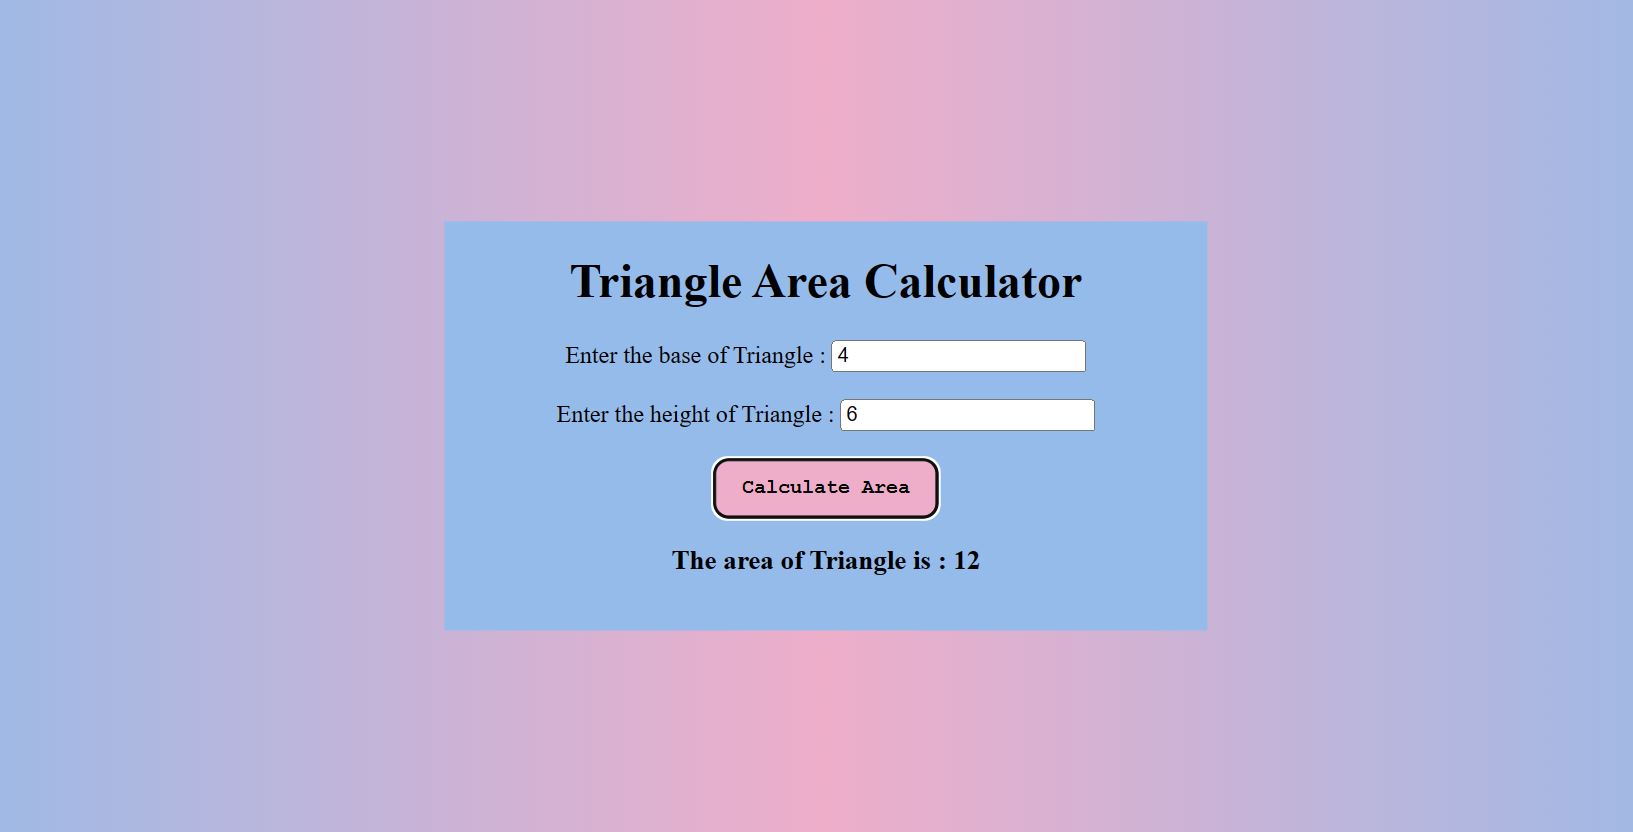 Triangle Area Calculator
Enter the base of Triangle : 4
Enter the height of Triangle : 6
Calculate Area
The area of Triangle is : 12